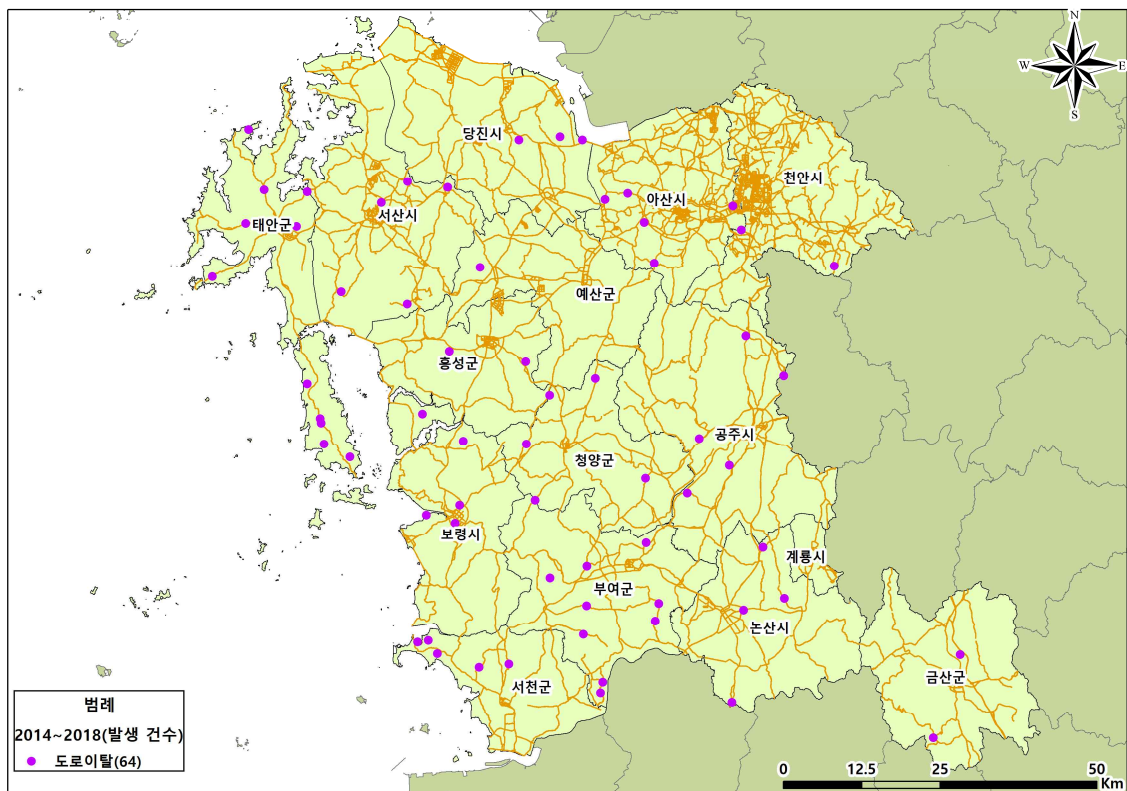 N
W E
S
당진시
천안시
아산시
서산시
태안군
예산군
홍성군
공주시
청양군
보령시
계룡시
부여군
논산시
금산군
서천군
범례
2014~2018(발생 건수)
도로이탈(64)
0 12.5 25 50
Km